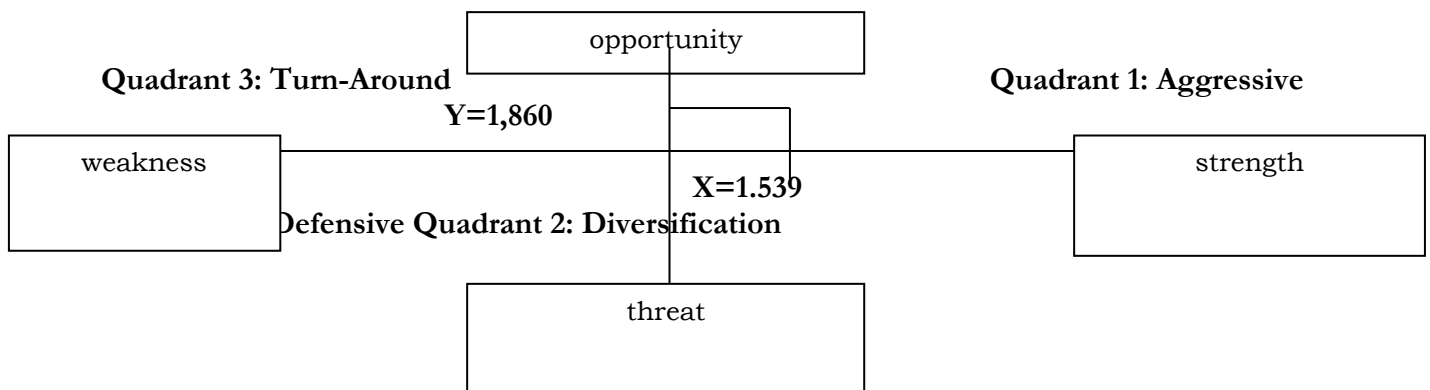 opportunity
Quadrant 3: Turn-Around
Quadrant 1: Aggressive
Y=1,860
weakness
strength
X=1.539
Defensive Quadrant 2: Diversification
threat